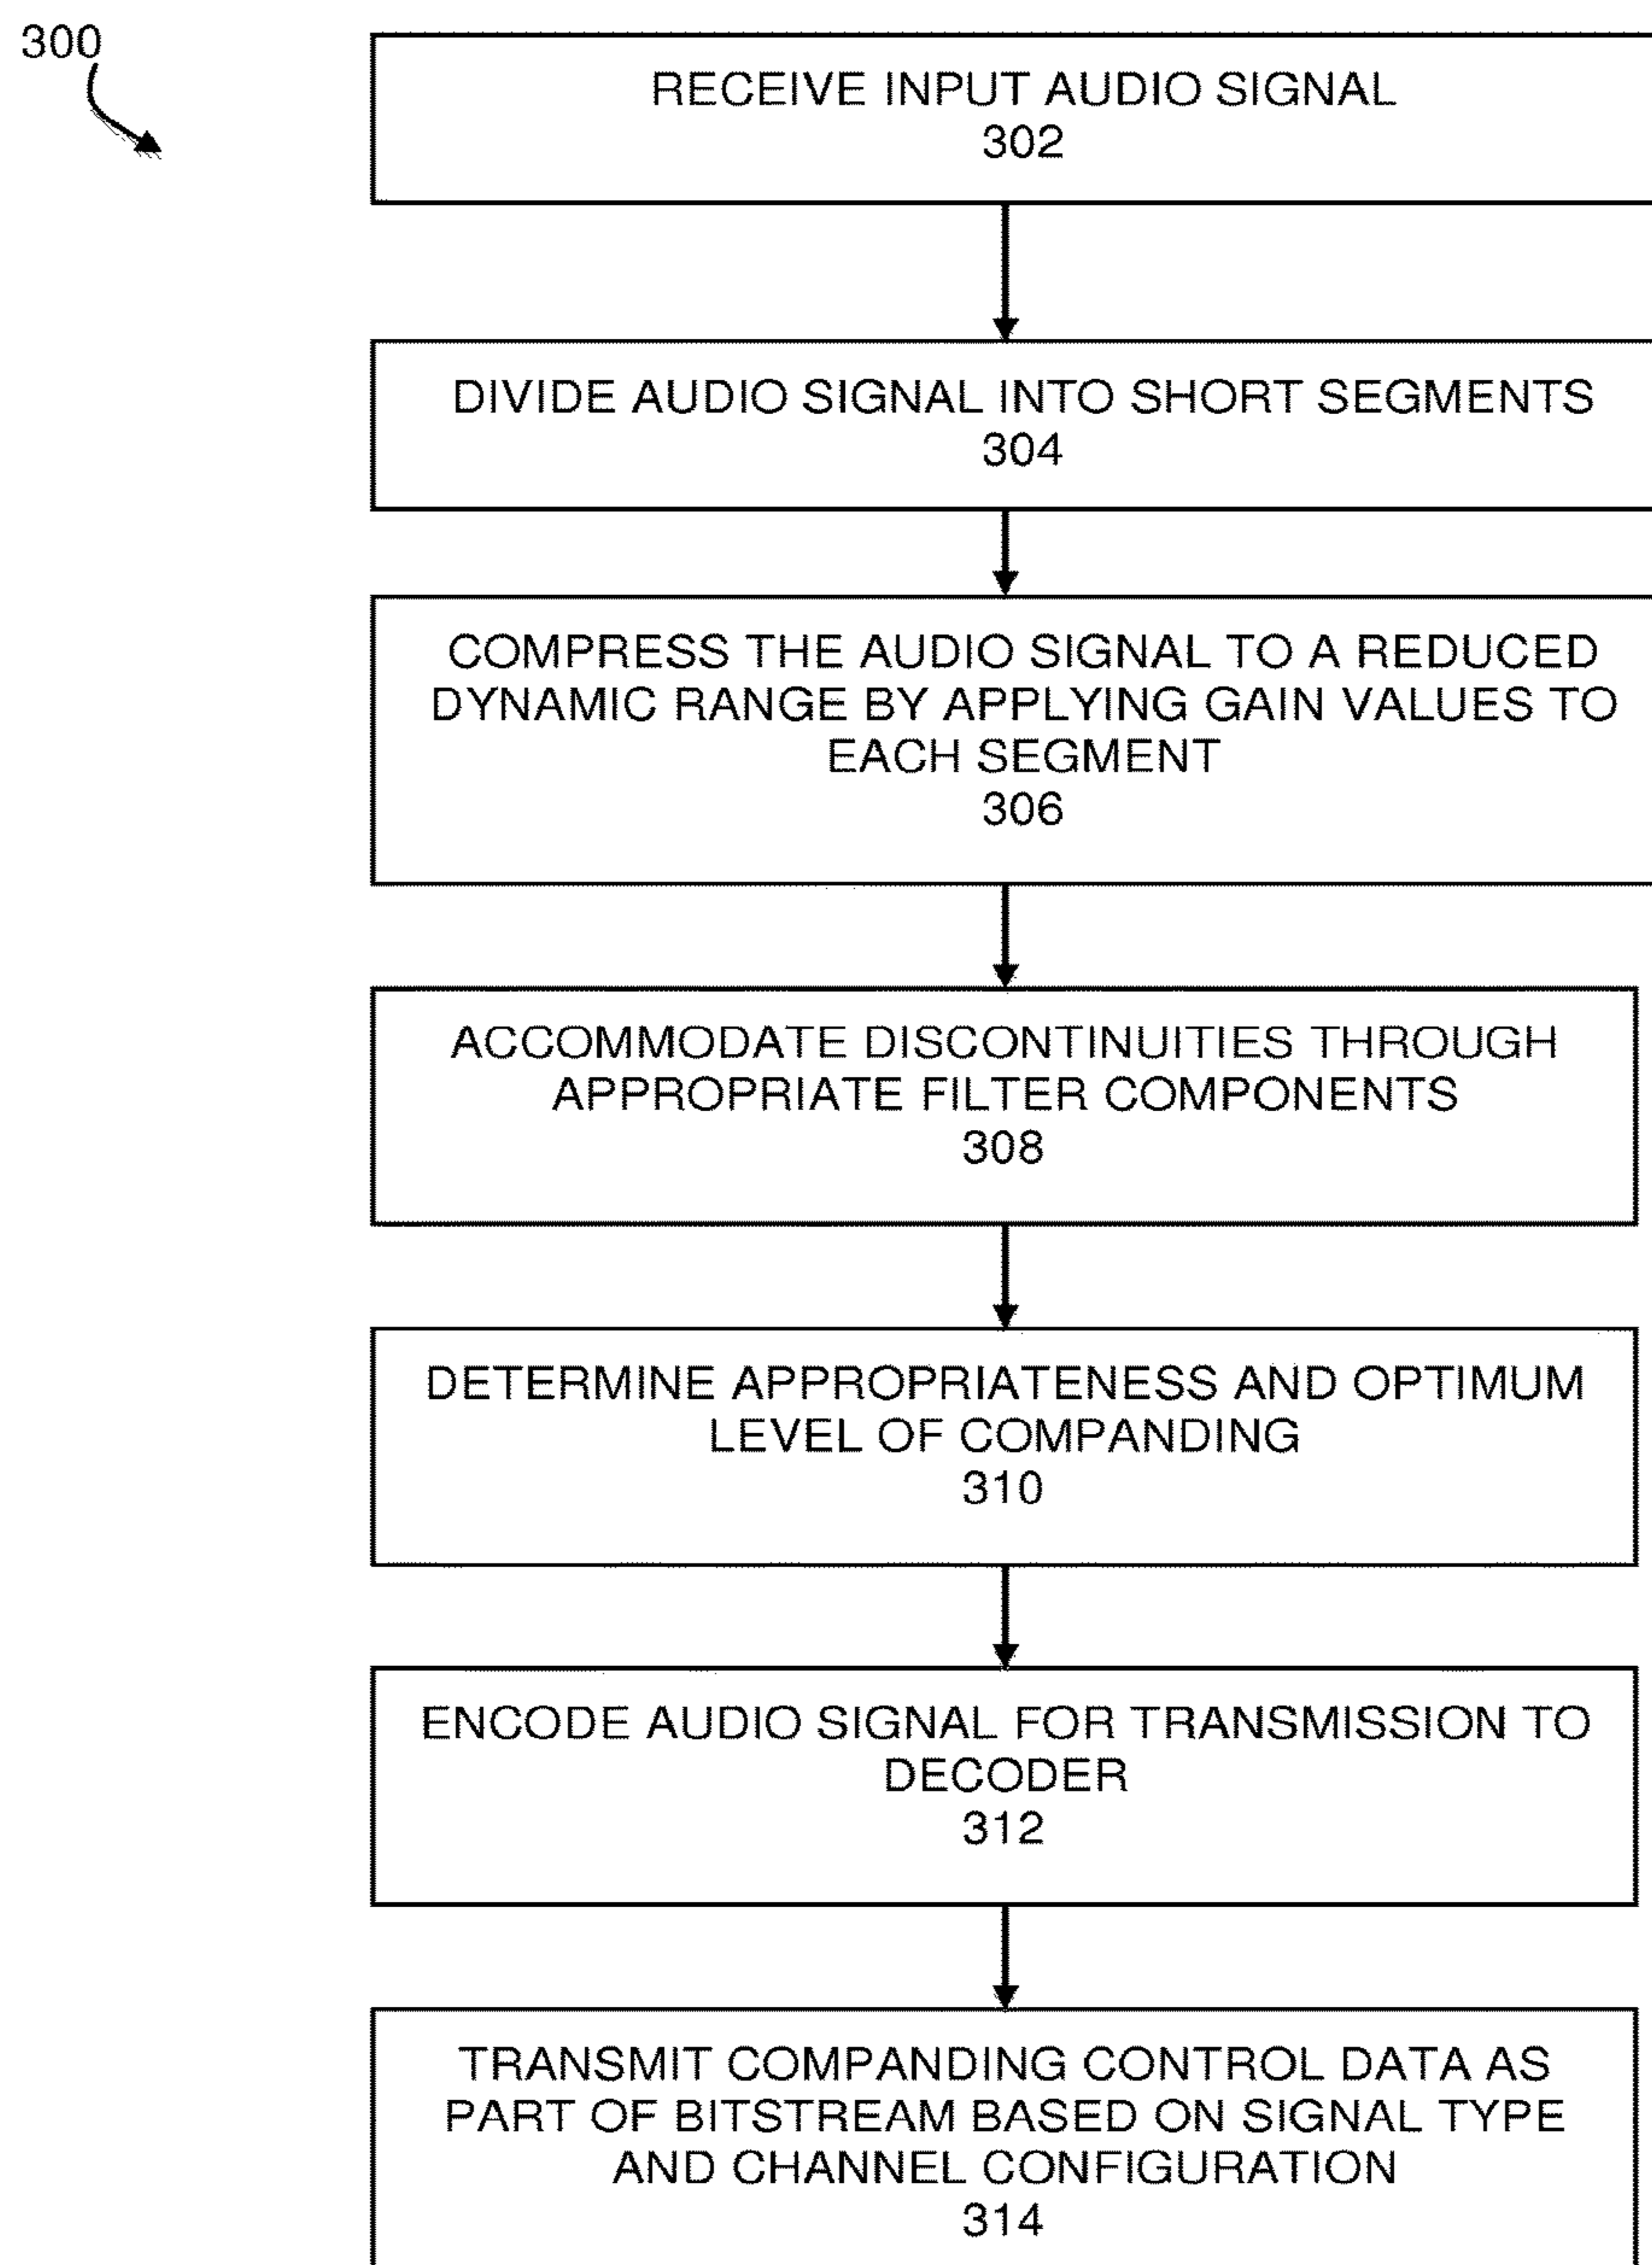 300
RECEIVE INPUT AUDIO SIGNAL
302
DIVIDE AUDIO SIGNAL INTO SHORT SEGMENTS
304
COMPRESS THE AUDIO SIGNAL TO A REDUCED
DYNAMIC RANGE BY APPLYING GAIN VALUES TO
EACH SEGMENT
306
ACCOMMODATE DISCONTINUITIES THROUGH
APPROPRIATE FILTER COMPONENTS
308
DETERMINE APPROPRIATENESS AND OPTIMUM
LEVEL OF COMPANDING
310
ENCODE AUDIO SIGNAL FOR TRANSMISSION TO
DECODER
312
TRANSMIT COMPANDING CONTROL DATA AS
PART OF BITSTREAM BASED ON SIGNAL TYPE
AND CHANNEL CONFIGURATION
314